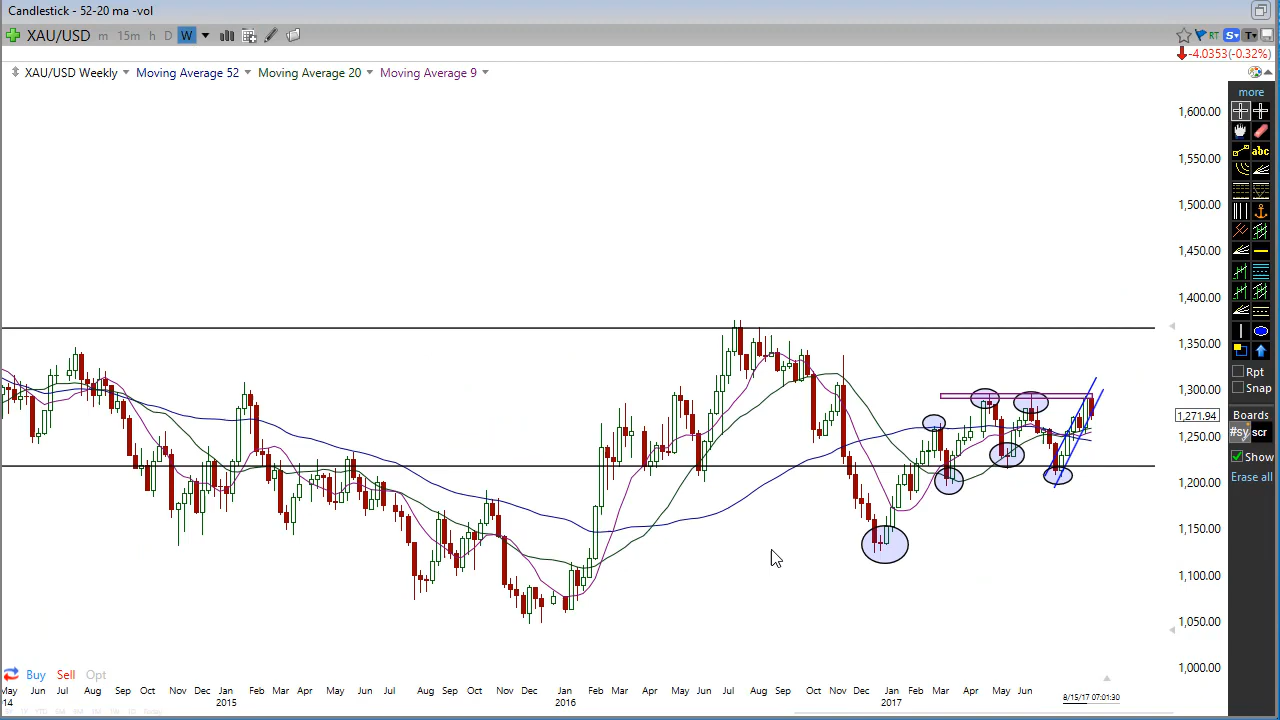 Candlestick - 52-20 ma -vol
XAU/USD m 15m h D W RT S T
-4.0353(-0.32%)
XAU/USD Weekly Moving Average 52 Moving Average 20 Moving Average 9
more
abc
1,600.00
1,550.00
1,500.00
1,450.00
1,400.00
1,350.00
1,300.00
1,271.94
1,250.00
1,200.00
1,150.00
1,100.00
1,050.00
1,000.00
Rpt
Snap
Boards
#sy scr
Show
Erase all
Buy Sell Opt
May Jun Jul Aug Sep Oct Nov Dec Jan Feb Mar Apr May Jun Jul Aug Sep Oct Nov Dec Jan Feb Mar Apr May Jun Jul Aug Sep Oct Nov Dec Jan Feb Mar Apr May Jun 8/15/17 07:01:30
14 2015 2016 2017